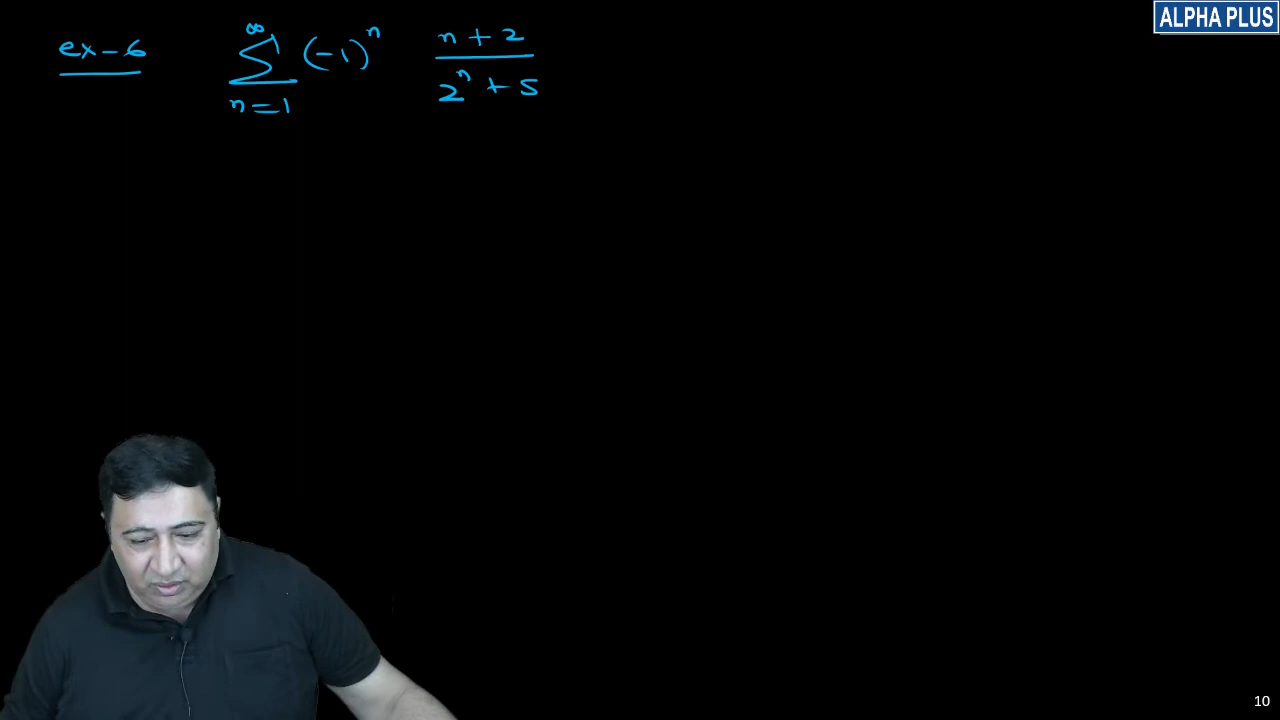 ALPHA PLUS
ex-6 ∞∑n=1 (-1)^n (n+2)/(2^n+5)
10